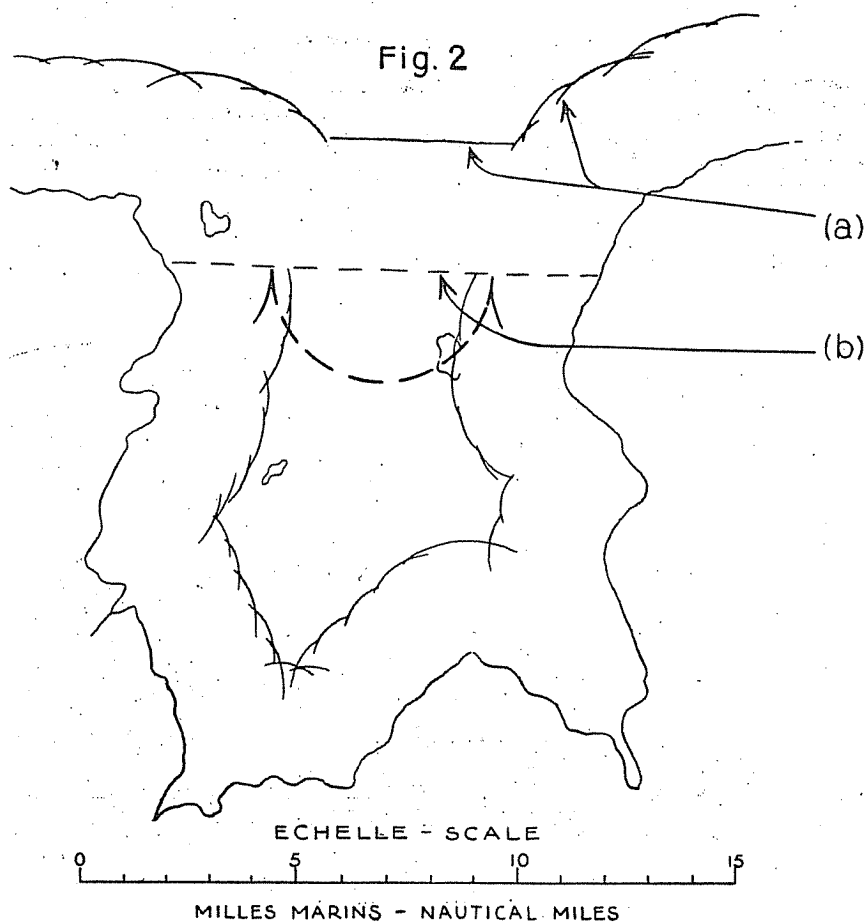 Fig. 2
(a)
(b)
ECHELLE - SCALE
0 5 10 15
MILLES MARINS - NAUTICAL MILES